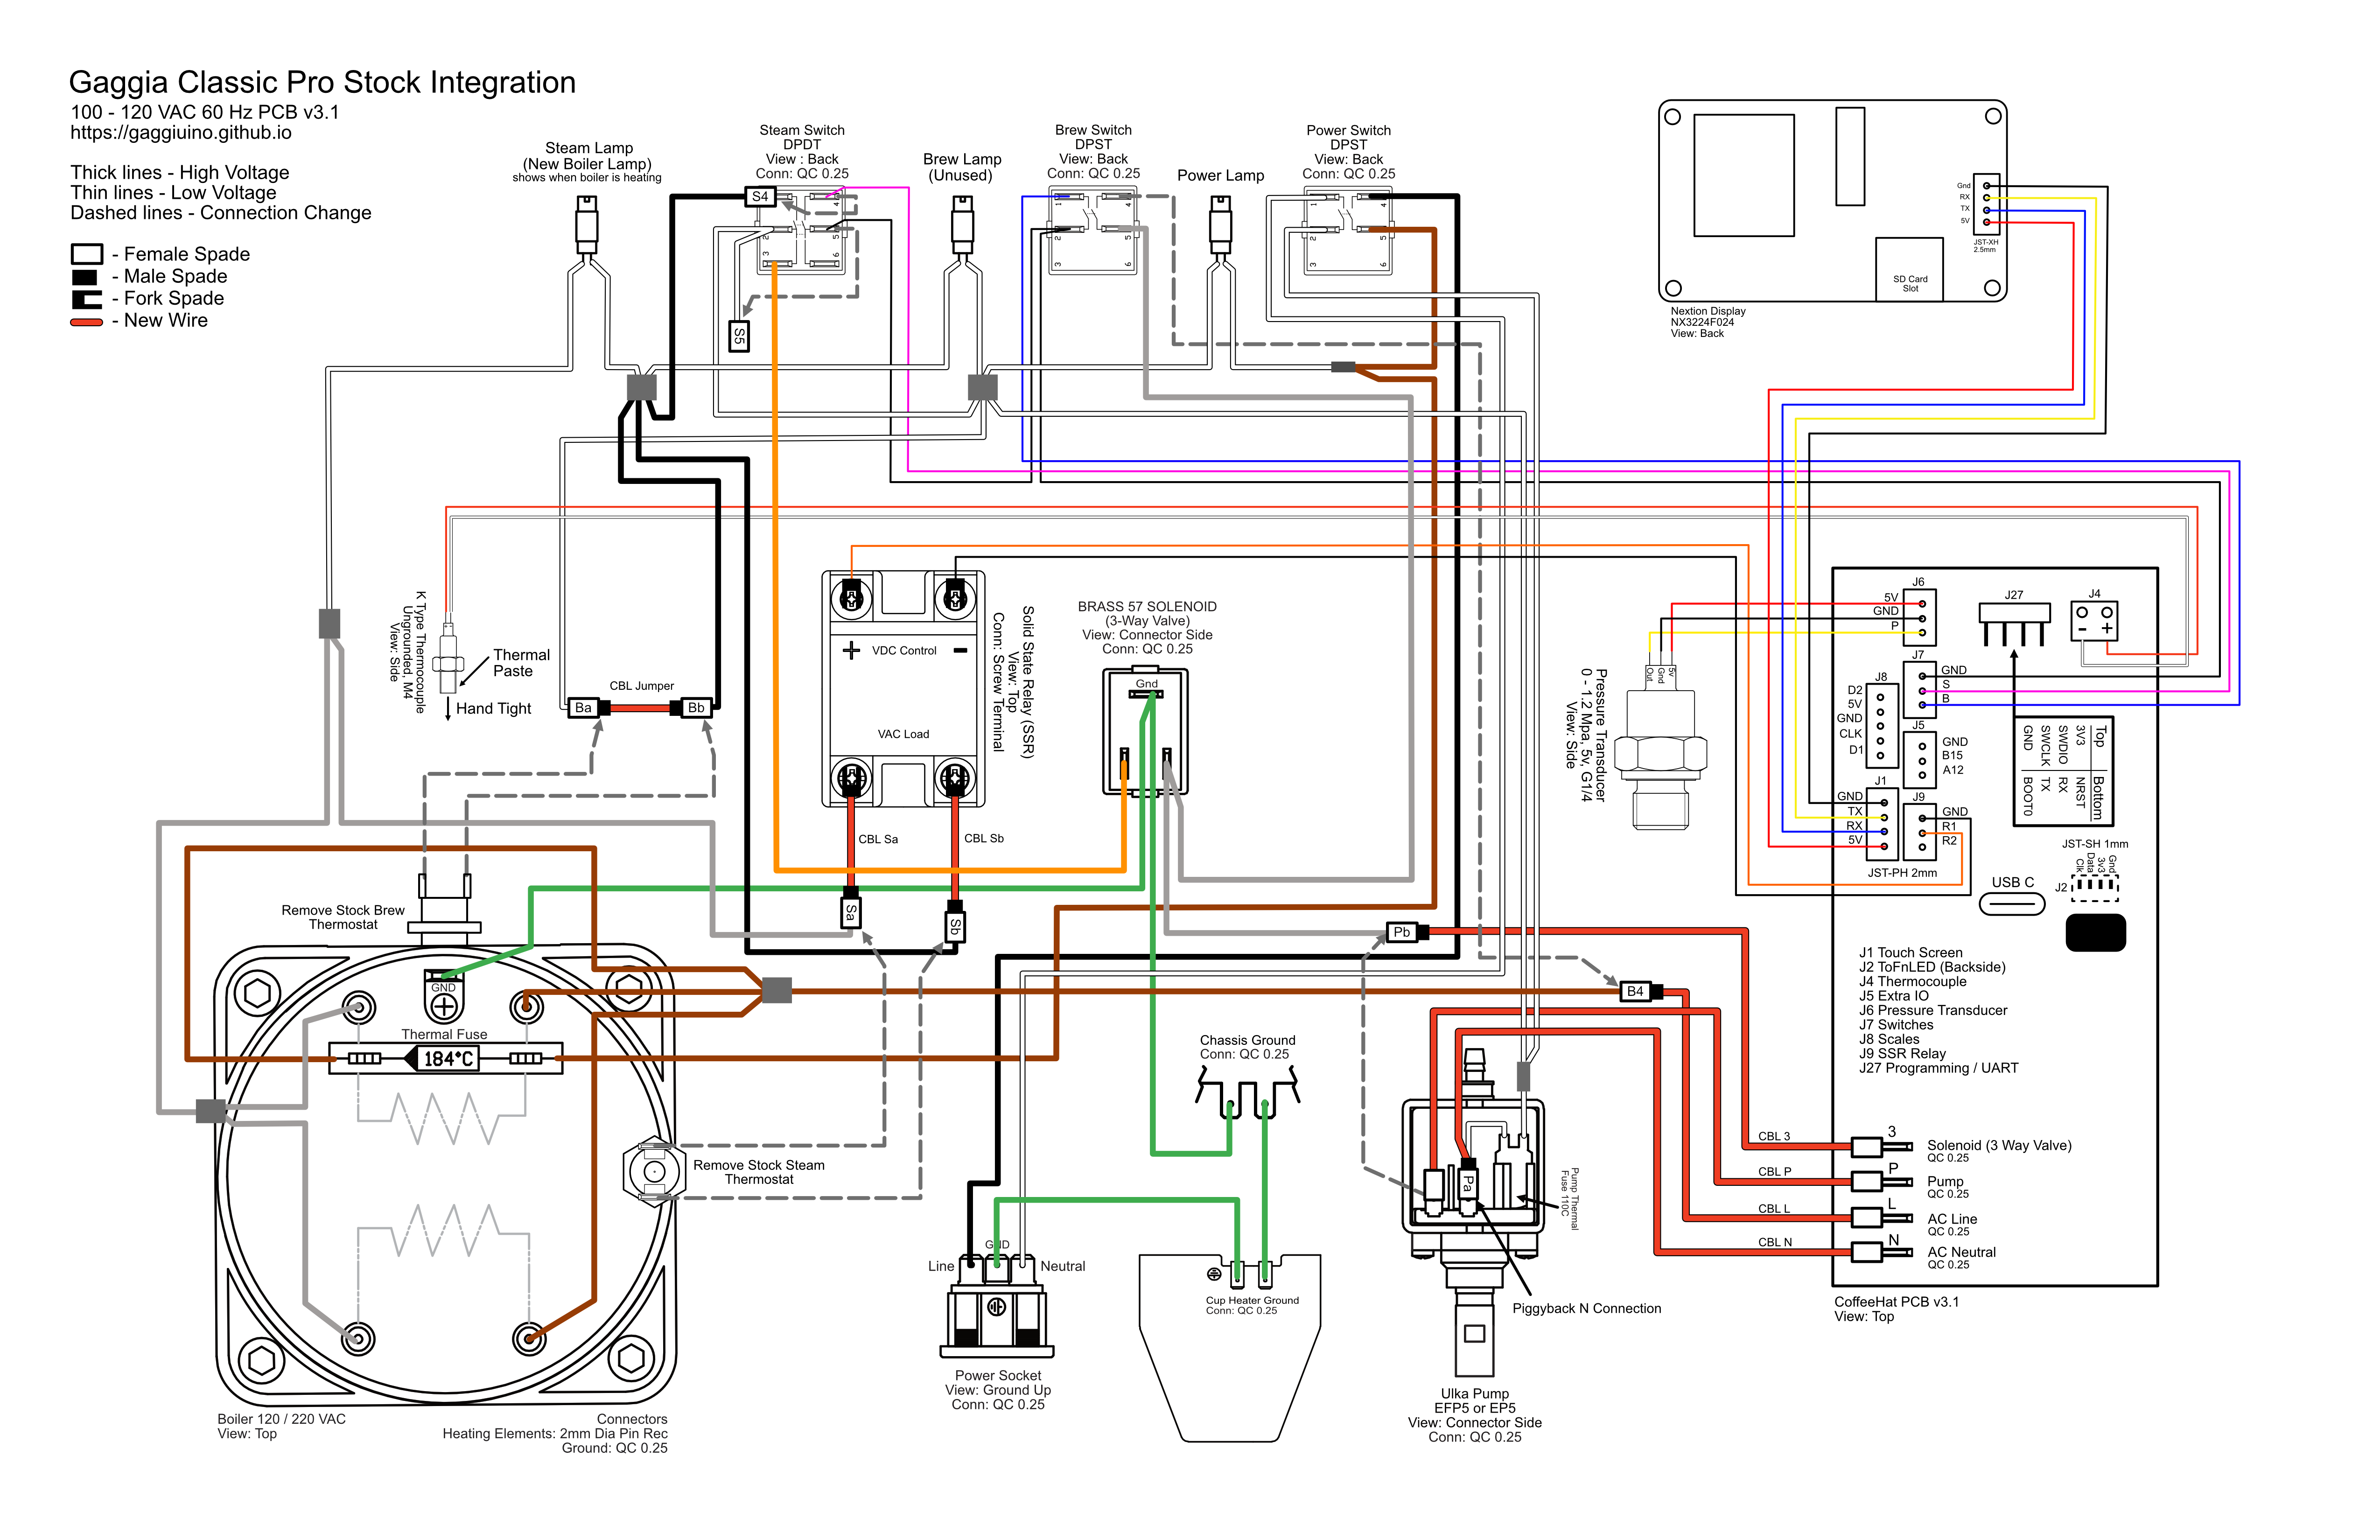 Gaggia Classic Pro Stock Integration
100 - 120 VAC 60 Hz PCB v3.1
https://gaggiuino.github.io
Thick lines - High Voltage
Thin lines - Low Voltage
Dashed lines - Connection Change
- Female Spade
- Male Spade
- Fork Spade
- New Wire
Steam Lamp
(New Boiler Lamp)
shows when boiler is heating
Steam Switch
DPDT
View : Back
Conn: QC 0.25
S4
4
2
5
3
6
S5
Brew Lamp
(Unused)
Brew Switch
DPST
View: Back
Conn: QC 0.25
1
4
2
5
3
6
Power Lamp
Power Switch
DPST
View: Back
Conn: QC 0.25
1
4
2
5
3
6
Gnd
RX
TX
5V
JST-XH
2.5mm
SD Card
Slot
Nextion Display
NX3224F024
View: Back
K Type Thermocouple
Ungrounded, M4
View: Side
Thermal
Paste
Hand Tight
CBL Jumper
Ba
Bb
VDC Control
+
-
VAC Load
Solid State Relay (SSR)
View: Top
Conn: Screw Terminal
CBL Sa
CBL Sb
Sa
Sb
BRASS 57 SOLENOID
(3-Way Valve)
View: Connector Side
Conn: QC 0.25
Gnd
Out
Gnd
5v
Pressure Transducer
0 - 1.2 Mpa, 5v, G1/4
View: Side
J6
5V
GND
P
J27
J4
-
+
J7
GND
S
B
J8
D2
5V
GND
CLK
D1
J5
GND
B15
A12
J1
GND
TX
RX
5V
J9
GND
R1
R2
JST-PH 2mm
Top
Bottom
3V3
NRST
SWDIO
RX
SWCLK
TX
GND
BOOT0
JST-SH 1mm
Gnd
3v3
Data
Clk
J2
USB C
J1 Touch Screen
J2 ToFnLED (Backside)
J4 Thermocouple
J5 Extra IO
J6 Pressure Transducer
J7 Switches
J8 Scales
J9 SSR Relay
J27 Programming / UART
CBL 3
3
Solenoid (3 Way Valve)
QC 0.25
CBL P
P
Pump
QC 0.25
CBL L
L
AC Line
QC 0.25
CBL N
N
AC Neutral
QC 0.25
CoffeeHat PCB v3.1
View: Top
Pb
B4
Remove Stock Brew
Thermostat
GND
Thermal Fuse
184°C
Remove Stock Steam
Thermostat
Boiler 120 / 220 VAC
View: Top
Connectors
Heating Elements: 2mm Dia Pin Rec
Ground: QC 0.25
Line
GND
Neutral
Power Socket
View: Ground Up
Conn: QC 0.25
Chassis Ground
Conn: QC 0.25
Cup Heater Ground
Conn: QC 0.25
Pa
Pump Thermal
Fuse 110C
Piggyback N Connection
Ulka Pump
EFP5 or EP5
View: Connector Side
Conn: QC 0.25